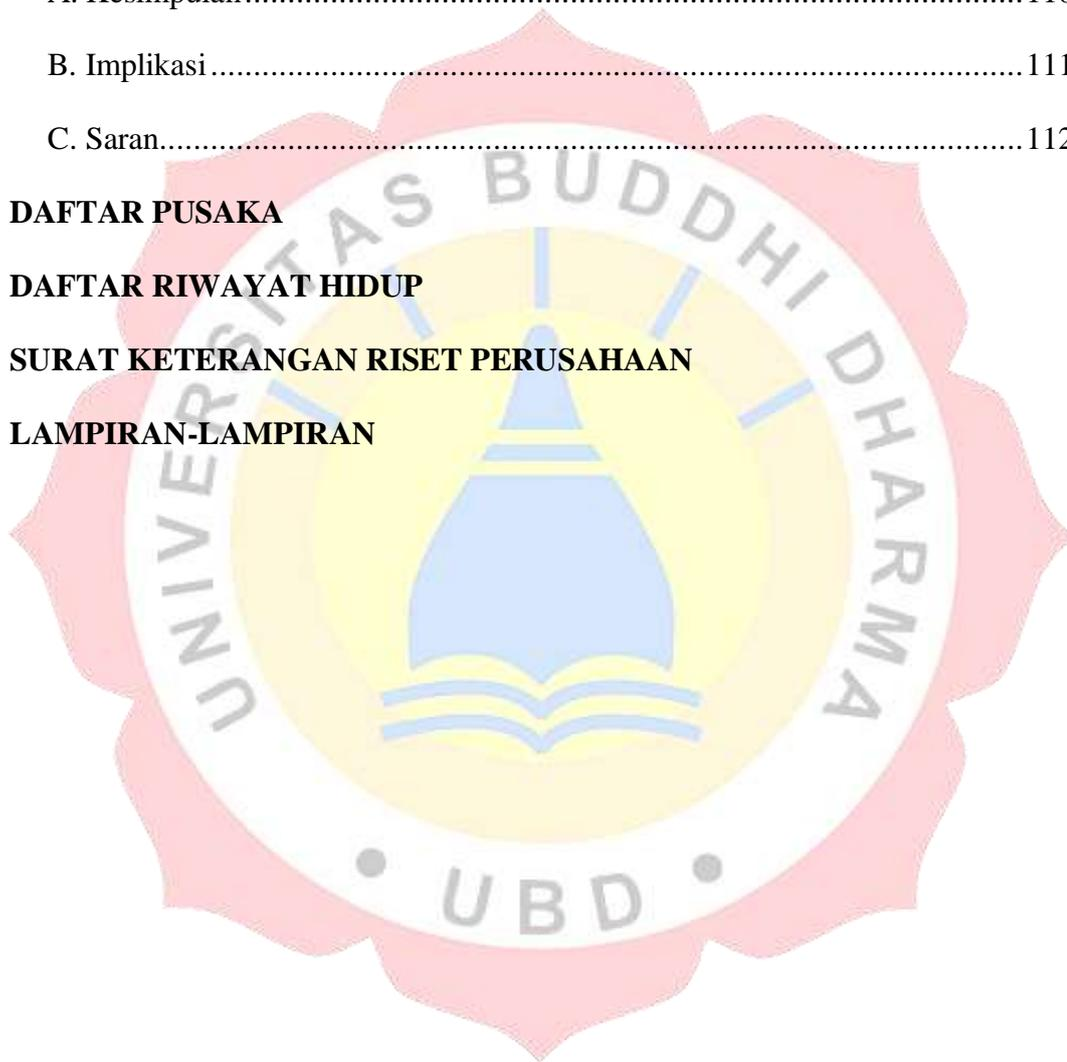 B. Implikasi........................................................................................111
C. Saran..............................................................................................112
DAFTAR PUSAKA
DAFTAR RIWAYAT HIDUP
SURAT KETERANGAN RISET PERUSAHAAN
LAMPIRAN-LAMPIRAN
UNIVERSITAS BUDDHI DHARMA
• UBD •